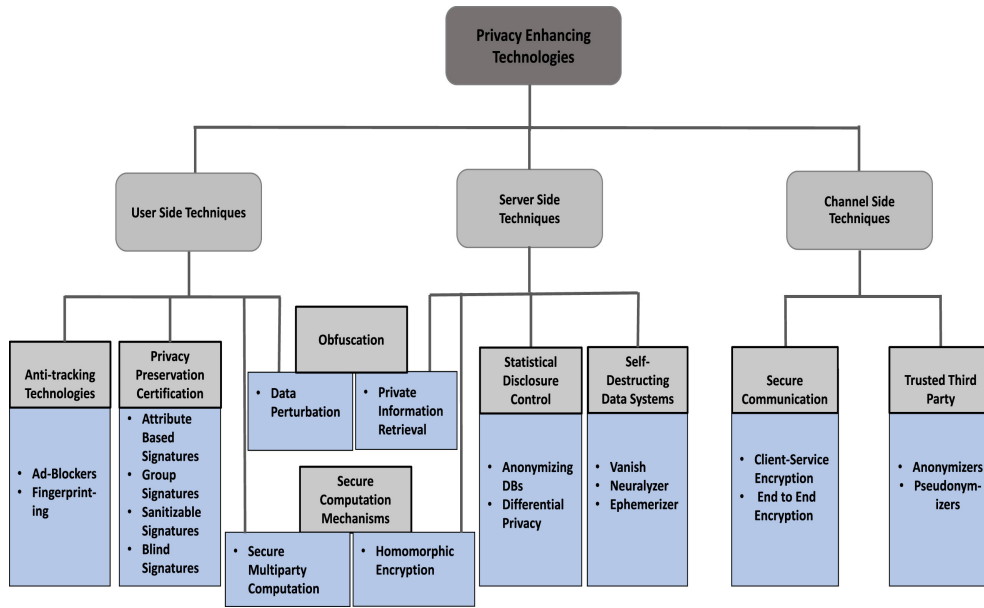 Privacy Enhancing
Technologies
User Side Techniques
Server Side
Techniques
Channel Side
Techniques
Anti-tracking
Technologies
• Ad-Blockers
• Fingerprint-
ing
Privacy
Preservation
Certification
• Attribute
Based
Signatures
• Group
Signatures
• Sanitizable
Signatures
• Blind
Signatures
Obfuscation
• Data
Perturbation
• Private
Information
Retrieval
Secure
Computation
Mechanisms
• Secure
Multiparty
Computation
• Homomorphic
Encryption
Statistical
Disclosure
Control
• Anonymizing
DBs
• Differential
Privacy
Self-
Destructing
Data Systems
• Vanish
• Neuralyzer
• Ephemerizer
Secure
Communication
• Client-Service
Encryption
• End to End
Encryption
Trusted Third
Party
• Anonymizers
• Pseudonym-
izers